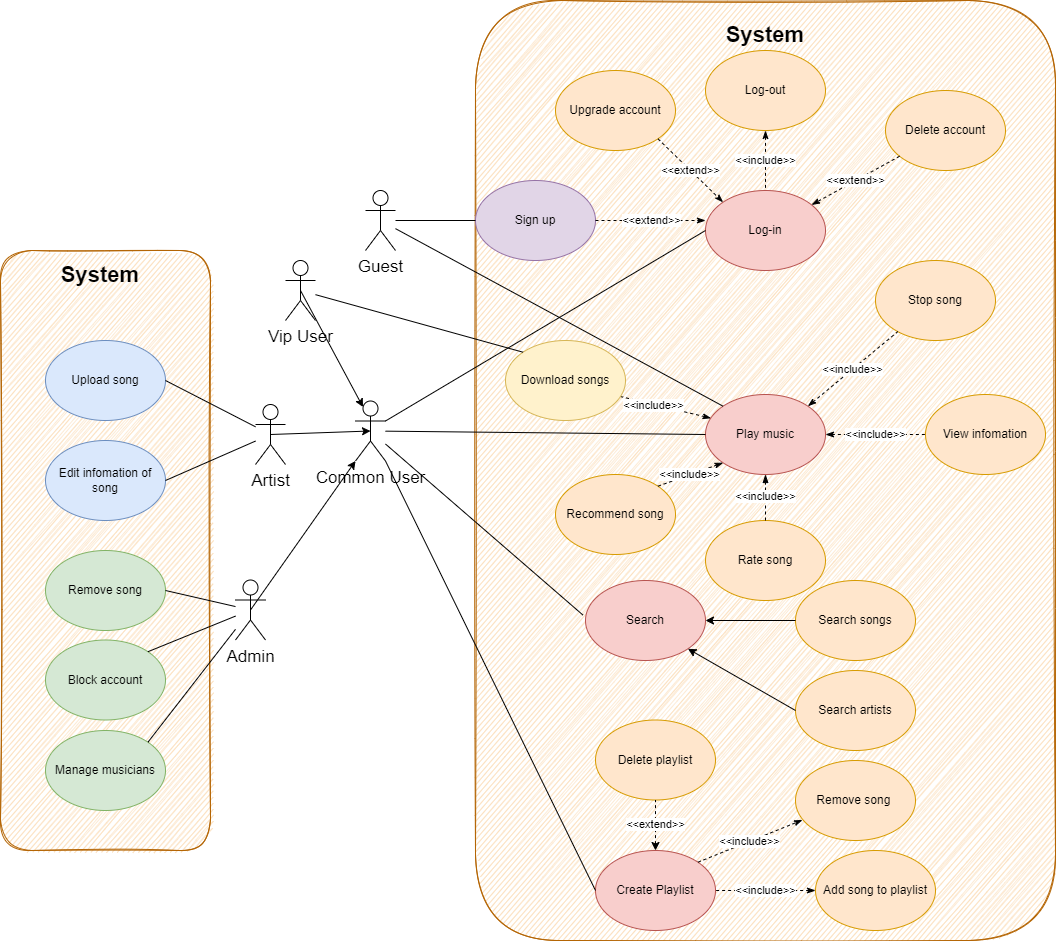 System
Log-out
Upgrade account
Delete account
<<include>>
<<extend>>
<<extend>>
Sign up
<<extend>>
Log-in
Guest
System
Vip User
Stop song
Upload song
Download songs
<<include>>
<<include>>
Play music
<<include>>
View infomation
Artist
Common User
Edit infomation of
song
<<include>>
<<include>>
Recommend song
Rate song
Remove song
Search
Search songs
Admin
Block account
Search artists
Manage musicians
Delete playlist
Remove song
<<extend>>
<<include>>
Create Playlist
<<include>>
Add song to playlist